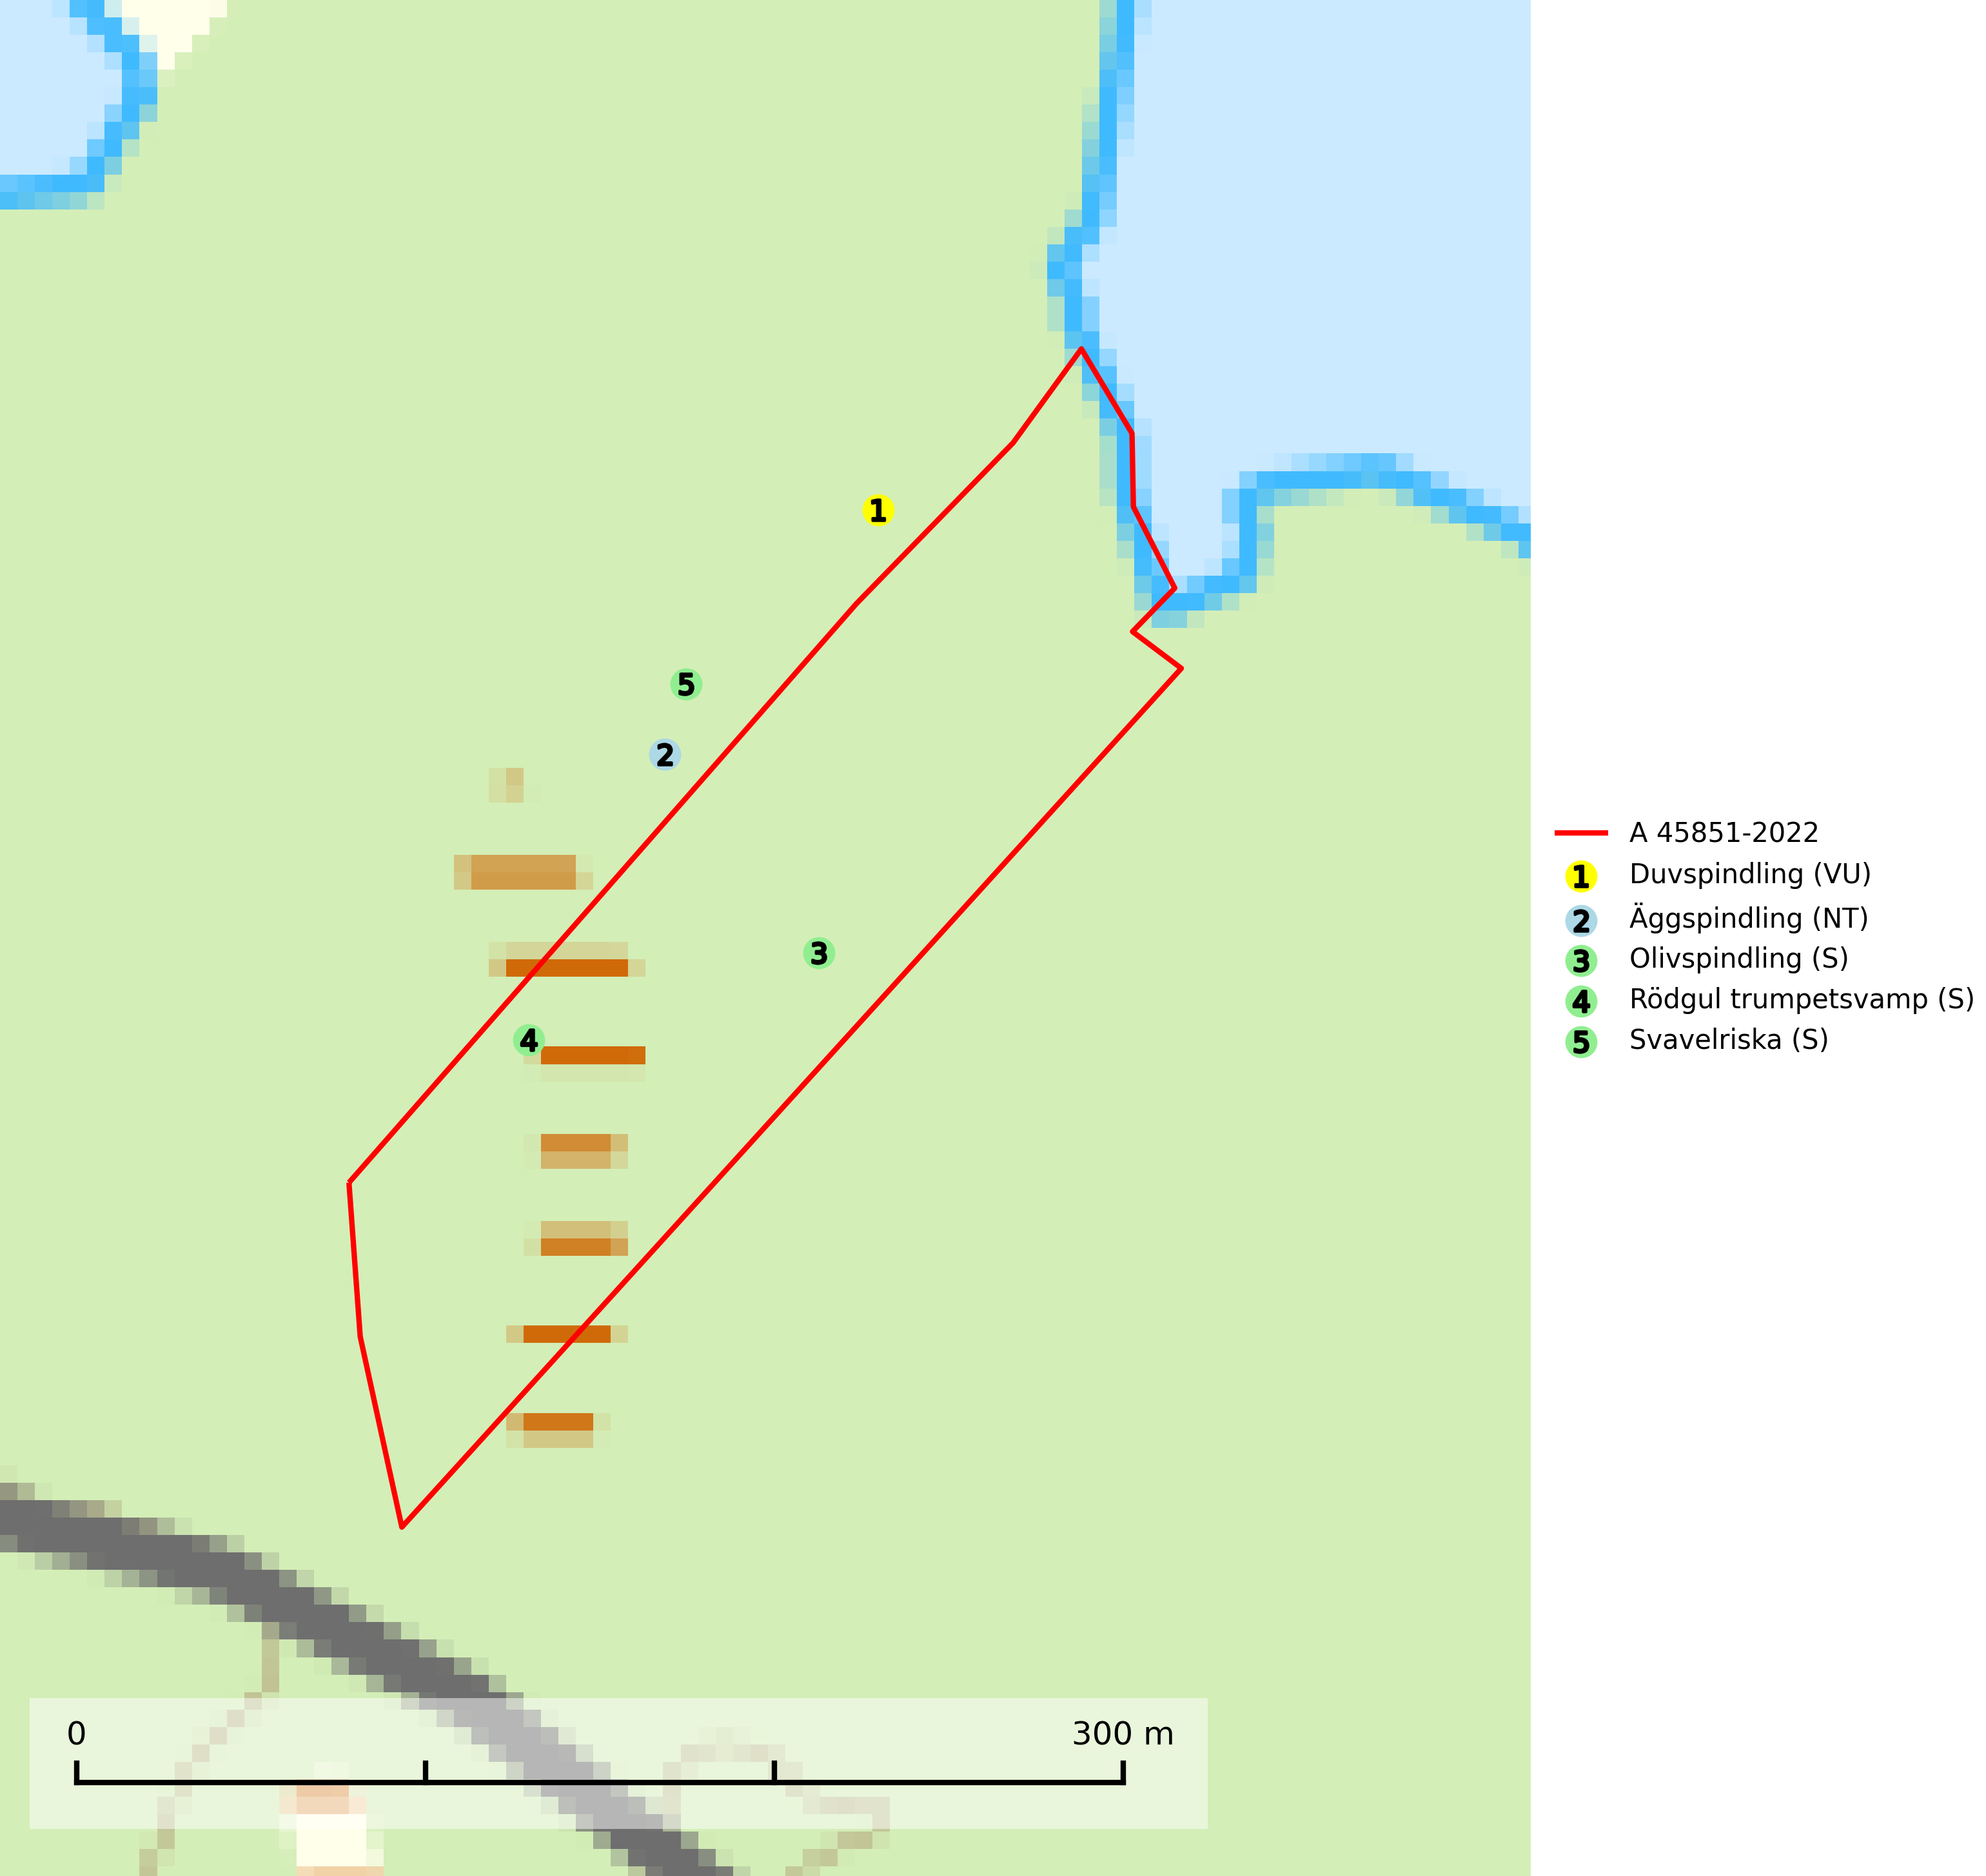 1
5
2
3
4
A 45851-2022
1 Duvspindling (VU)
2 Äggspindling (NT)
3 Olivspindling (S)
4 Rödgul trumpetsvamp (S)
5 Svavelriska (S)
0 300 m